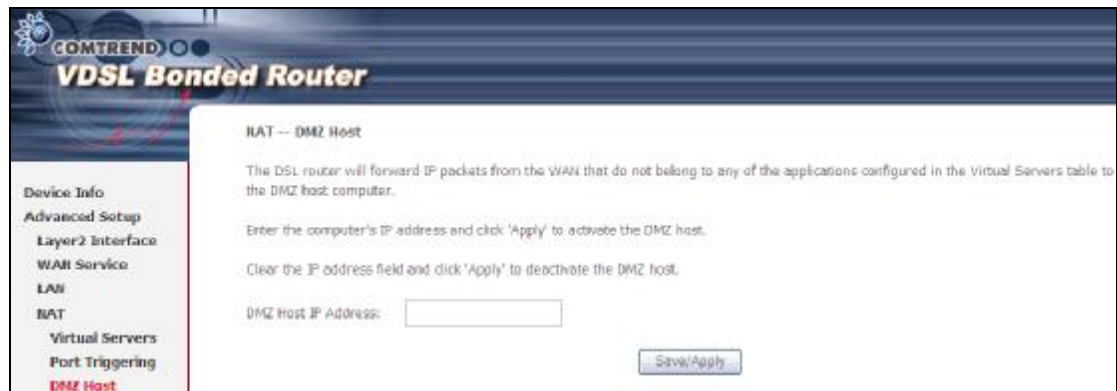 COMTREND
VDSL Bonded Router
NAT -- DMZ Host
The DSL router will forward IP packets from the WAN that do not belong to any of the applications configured in the Virtual Servers table to
the DMZ host computer.
Enter the computer's IP address and click 'Apply' to activate the DMZ host.
Clear the IP address field and click 'Apply' to deactivate the DMZ host.
DMZ Host IP Address:
Save/Apply
Device Info
Advanced Setup
Layer2 Interface
WAN Service
LAN
NAT
Virtual Servers
Port Triggering
DMZ Host